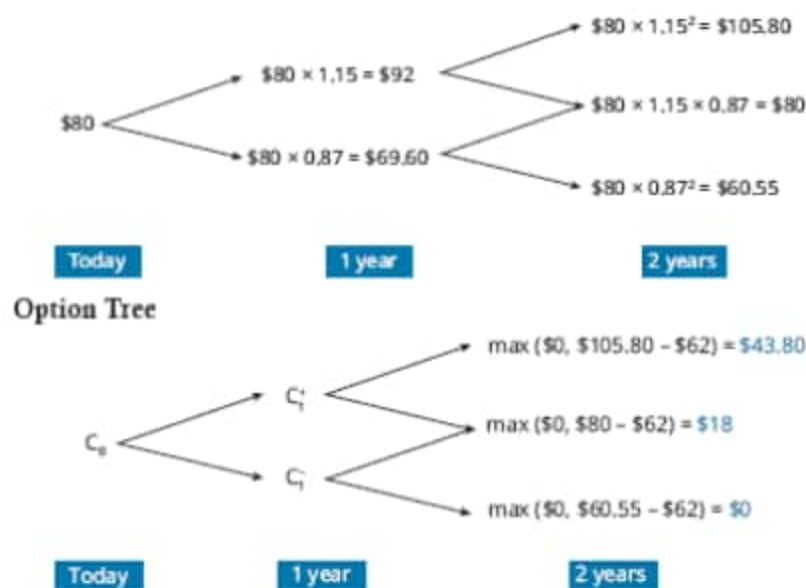 $80 × 1.15² = $105.80
$80 × 1.15 = $92
$80 × 1.15 × 0.87 = $80
$80
$80 × 0.87 = $69.60
$80 × 0.87² = $60.55
Today 1 year 2 years
Option Tree
max ($0, $105.80 – $62) = $43.80
C₁⁺
max ($0, $80 – $62) = $18
C₀
C₁⁻
max ($0, $60.55 – $62) = $0
Today 1 year 2 years